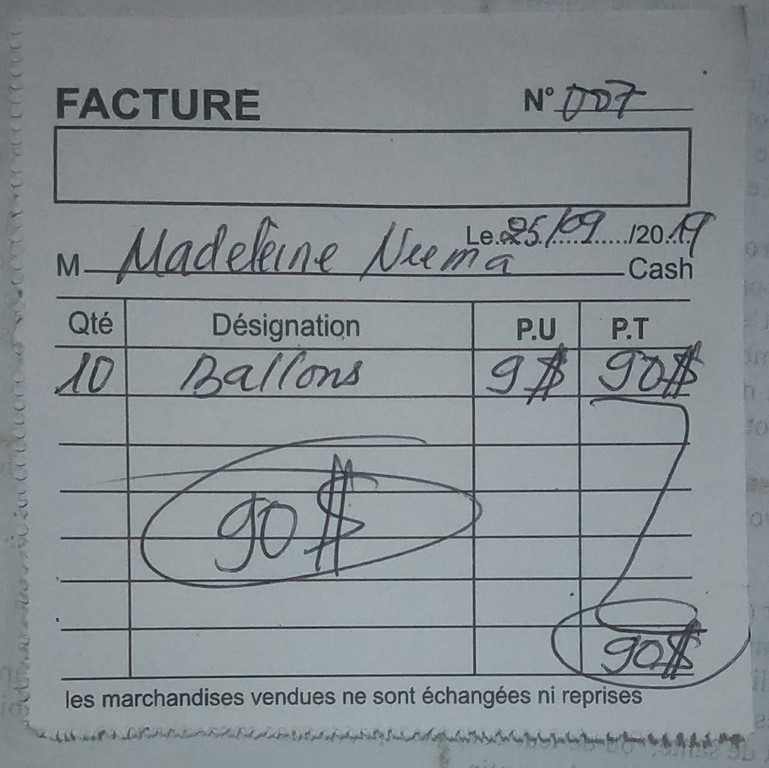 FACTURE N° 007
Le 25/09/2019
M Madeleine Neema Cash
Qté Désignation P.U P.T
10 Ballons 9$ 90$
90$
90$
les marchandises vendues ne sont échangées ni reprises